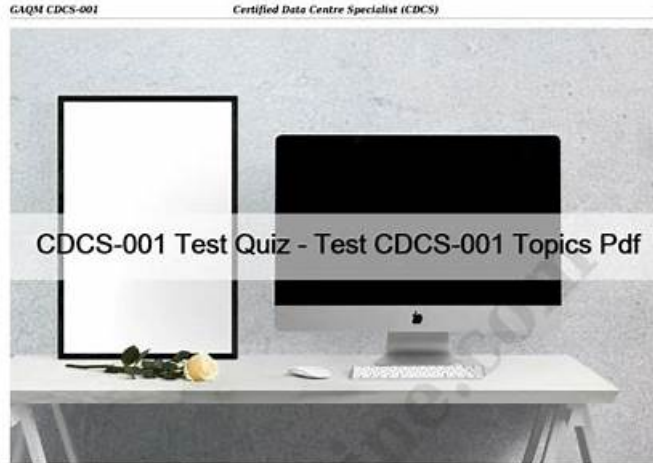 GAQM CDCS-001 Certified Data Centre Specialist (CDCS)
CDCS-001 Test Quiz - Test CDCS-001 Topics Pdf